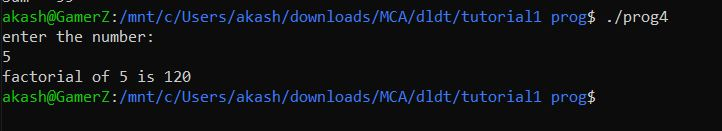 akash@GamerZ:/mnt/c/Users/akash/downloads/MCA/dldt/tutorial1 prog$ ./prog4
enter the number:
5
factorial of 5 is 120
akash@GamerZ:/mnt/c/Users/akash/downloads/MCA/dldt/tutorial1 prog$